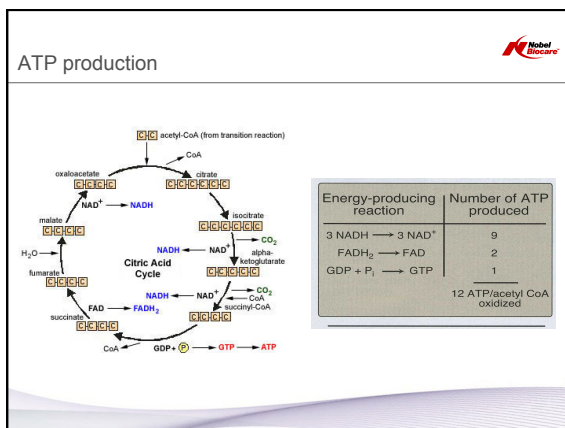 ATP production
Nobel
Biocare™
C-C acetyl-CoA (from transition reaction)
CoA
oxaloacetate
C-C-C-C
citrate
C-C-C-C-C-C
NAD+ NADH
malate
C-C-C-C
isocitrate
C-C-C-C-C-C
CO2
H2O
NADH NAD+
alpha-
ketoglutarate
C-C-C-C-C
Citric Acid
Cycle
fumarate
C-C-C-C
NADH NAD+
CO2
CoA
succinyl-CoA
C-C-C-C
FAD FADH2
succinate
C-C-C-C
CoA
GDP + P GTP ATP
Energy-producing
reaction
Number of ATP
produced
3 NADH → 3 NAD+ 9
FADH2 → FAD 2
GDP + Pi → GTP 1
12 ATP/acetyl CoA
oxidized